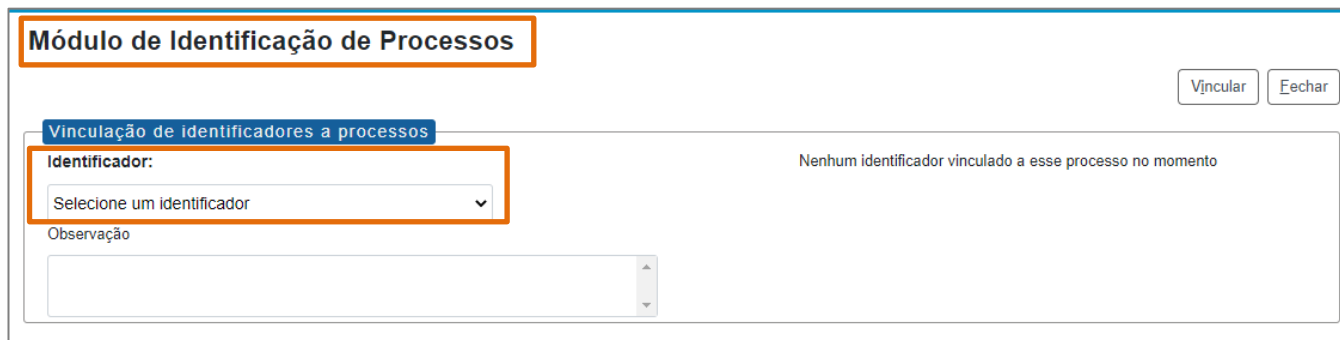 Módulo de Identificação de Processos
Vincular Fechar
Vinculação de identificadores a processos
Identificador:
Nenhum identificador vinculado a esse processo no momento
Selecione um identificador
Observação